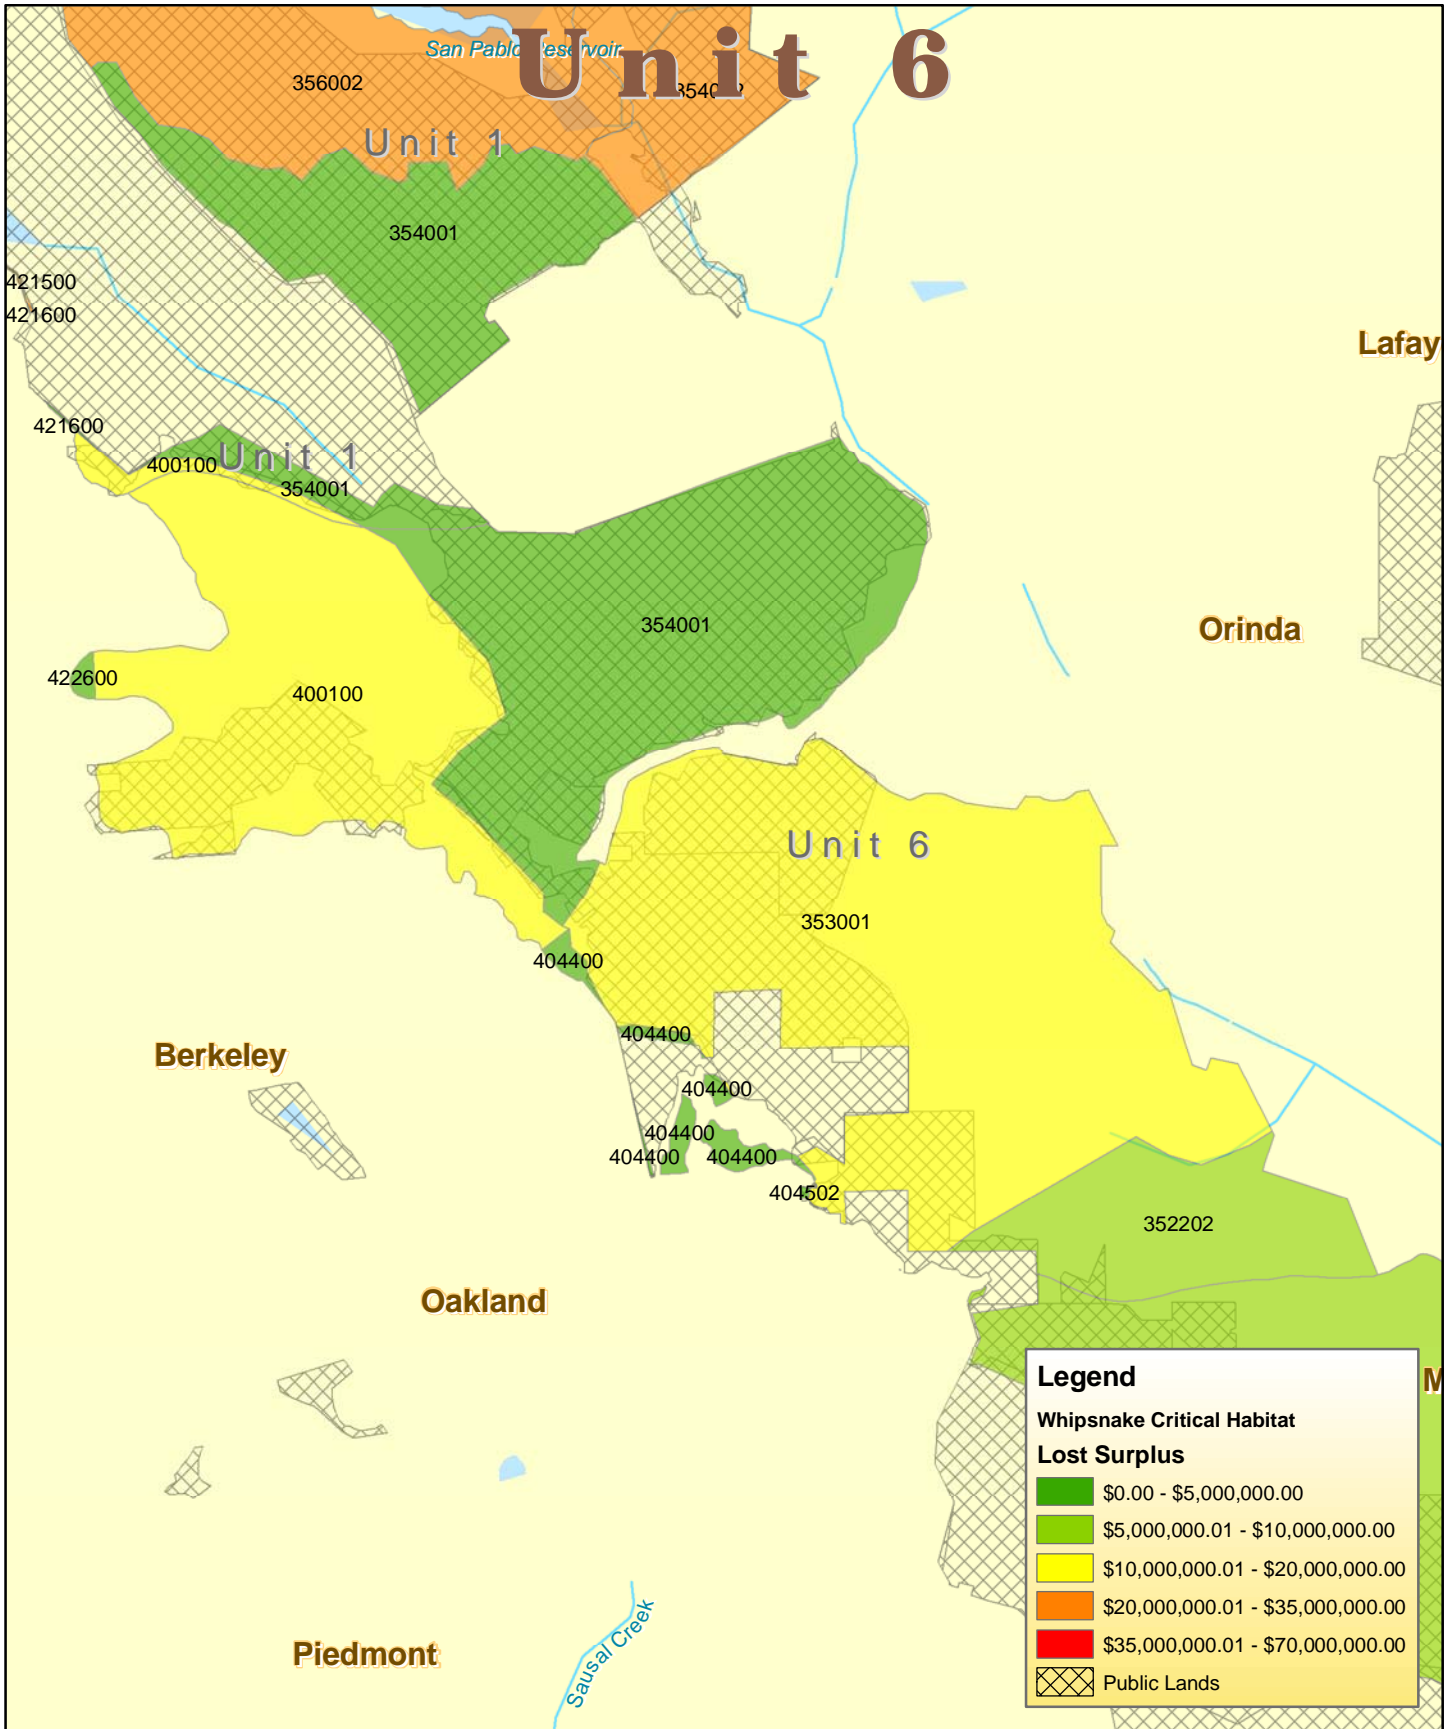 Unit 6
San Pablo Reservoir
356002
Unit 1
354001
421500
421600
Lafay
421600
Unit 1
400100
354001
354001
Orinda
422600
400100
Unit 6
353001
404400
404400
Berkeley
404400
404400
404400
404400
404502
352202
Oakland
Legend
Whipsnake Critical Habitat
Lost Surplus
$0.00 - $5,000,000.00
$5,000,000.01 - $10,000,000.00
$10,000,000.01 - $20,000,000.00
$20,000,000.01 - $35,000,000.00
$35,000,000.01 - $70,000,000.00
Public Lands
M
Sausal Creek
Piedmont